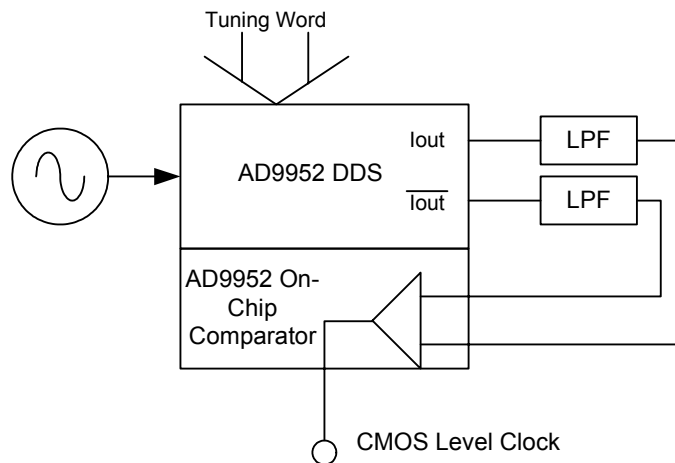 Tuning Word
Iout
LPF
AD9952 DDS
Iout
LPF
AD9952 On-
Chip
Comparator
CMOS Level Clock